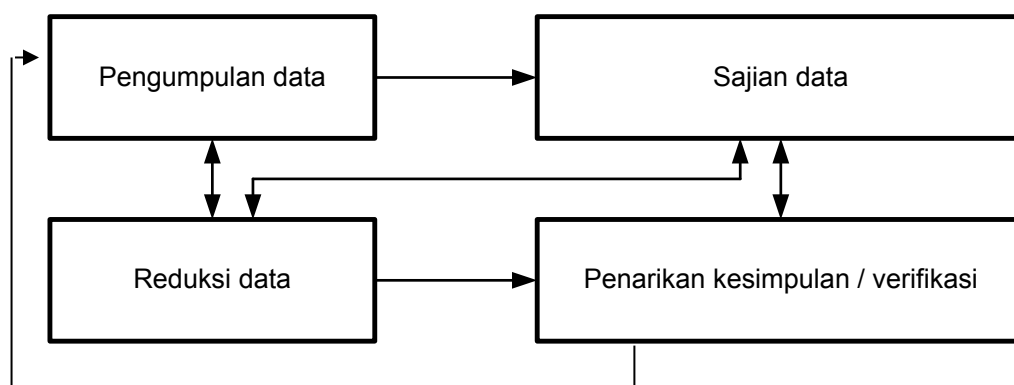 Pengumpulan data
Sajian data
Reduksi data
Penarikan kesimpulan / verifikasi